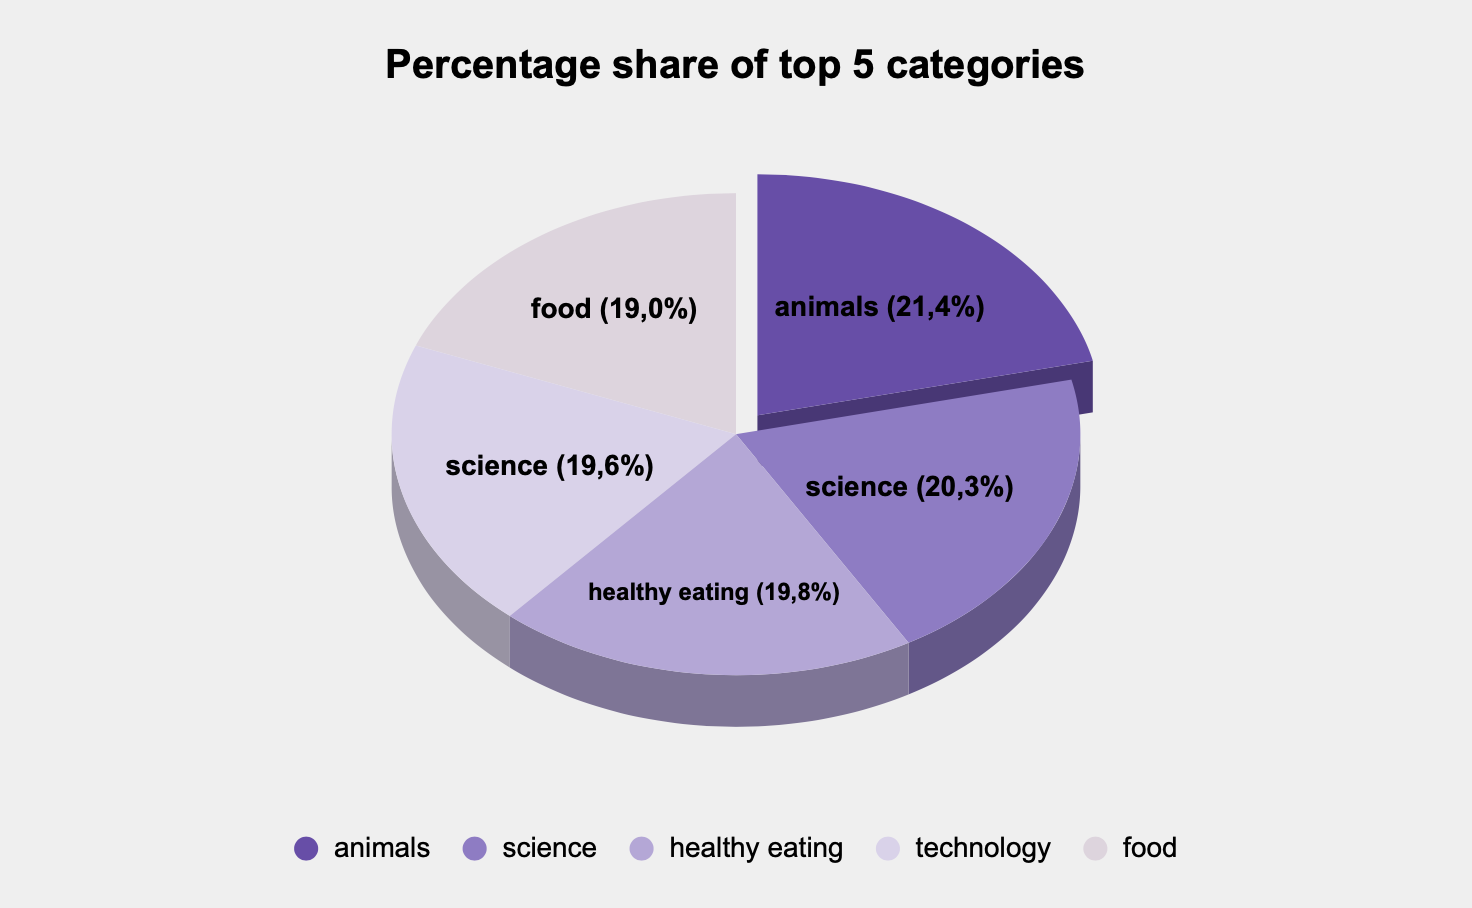 Percentage share of top 5 categories
food (19,0%)
animals (21,4%)
science (19,6%)
science (20,3%)
healthy eating (19,8%)
animals
science
healthy eating
technology
food